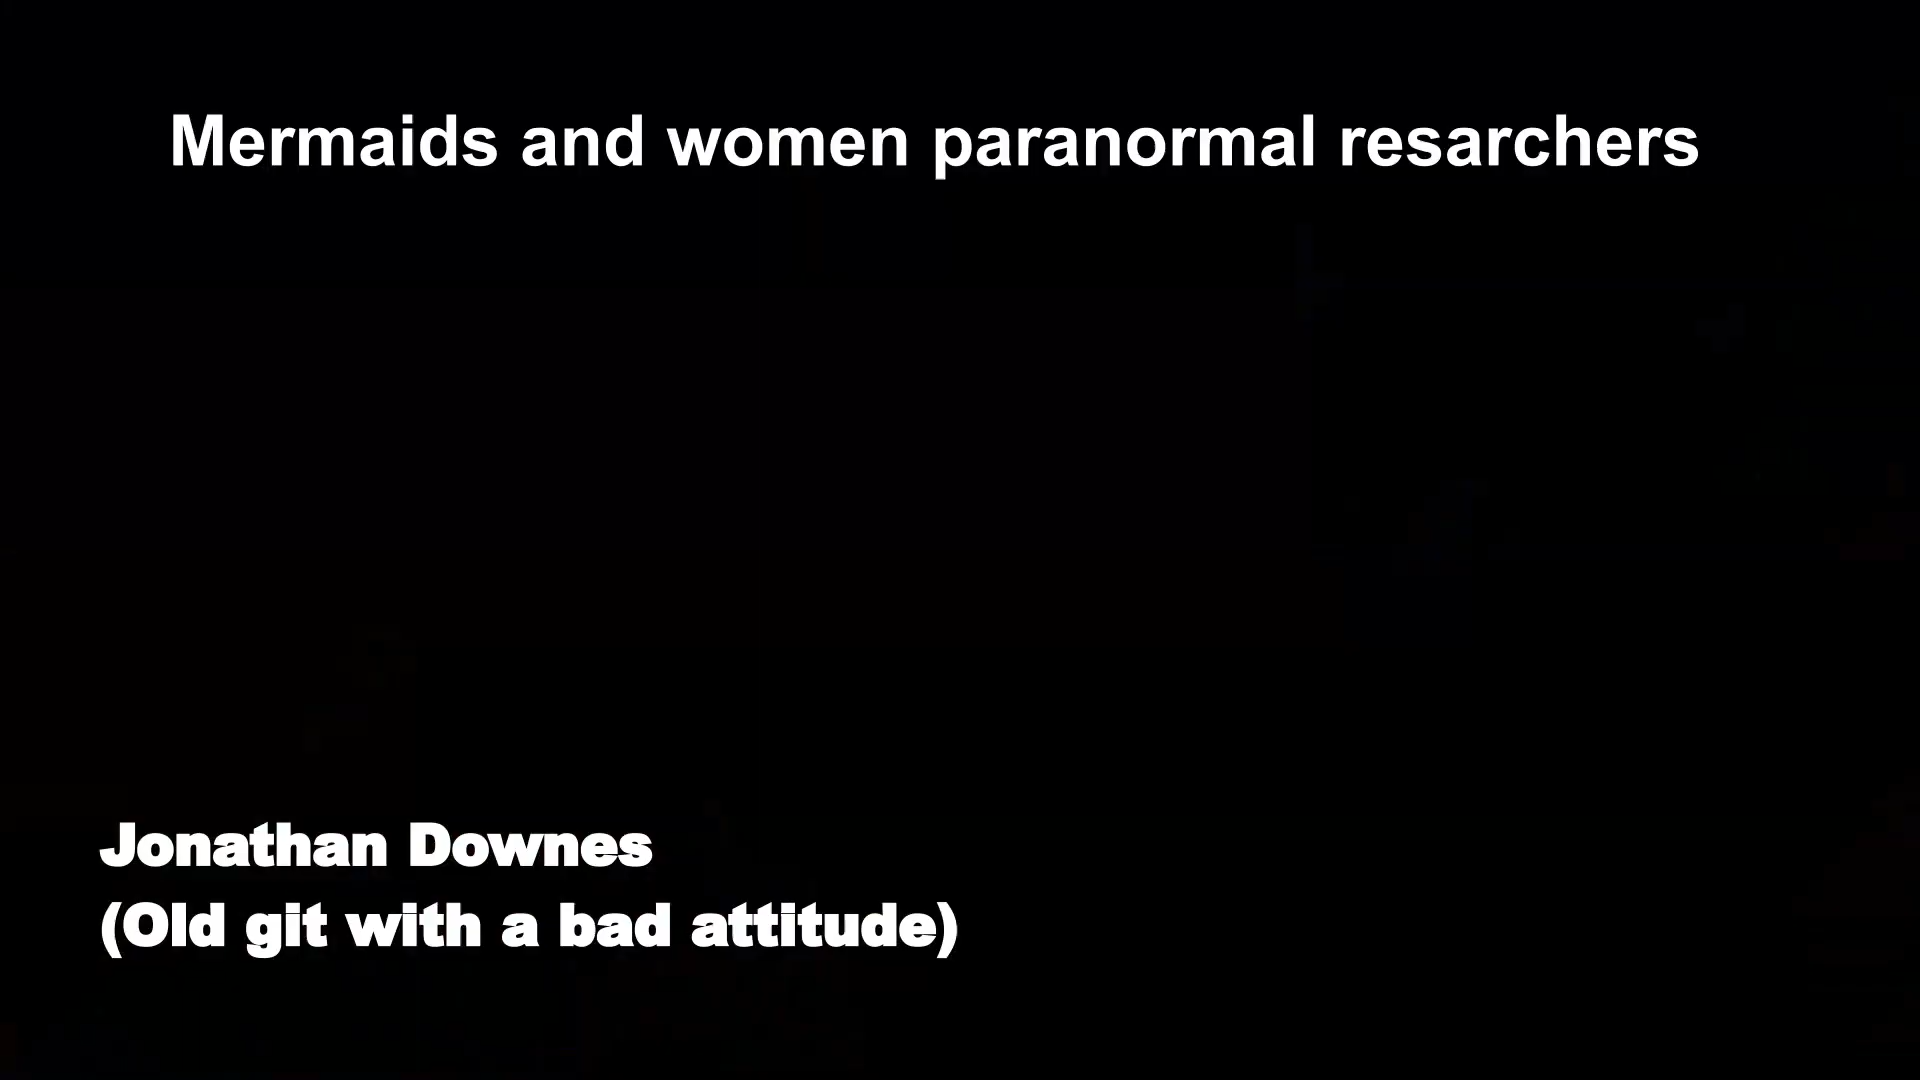 Mermaids and women paranormal resarchers
Jonathan Downes
(Old git with a bad attitude)